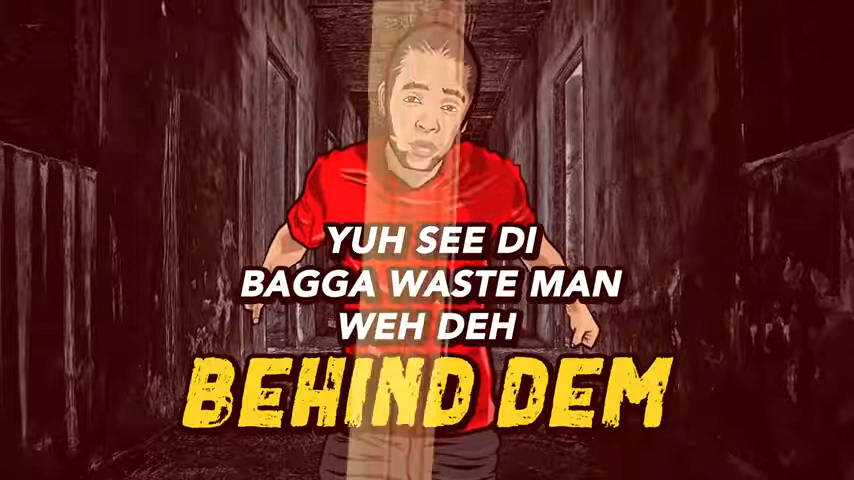 YUH SEE DI
BAGGA WASTE MAN
WEH DEH
BEHIND DEM